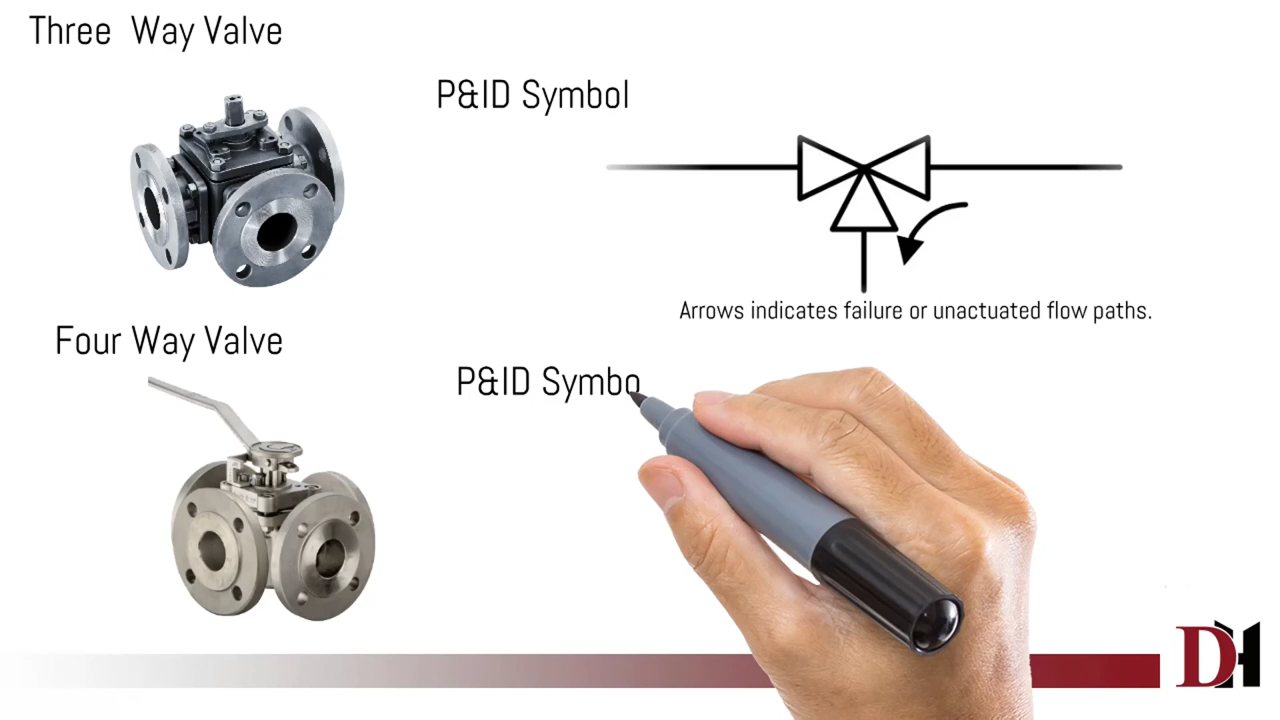 Three Way Valve
P&ID Symbol
Arrows indicates failure or unactuated flow paths.
Four Way Valve
P&ID Symbo
DH